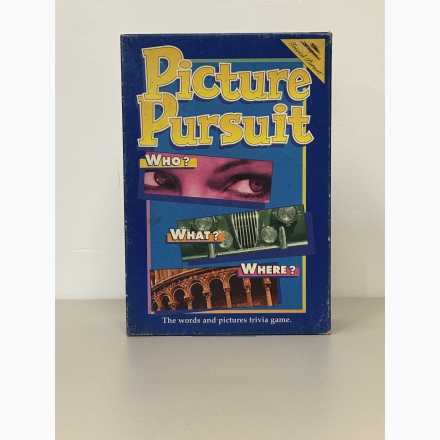 Picture
Pursuit
WHO?
WHAT?
WHERE?
The words and pictures trivia game.